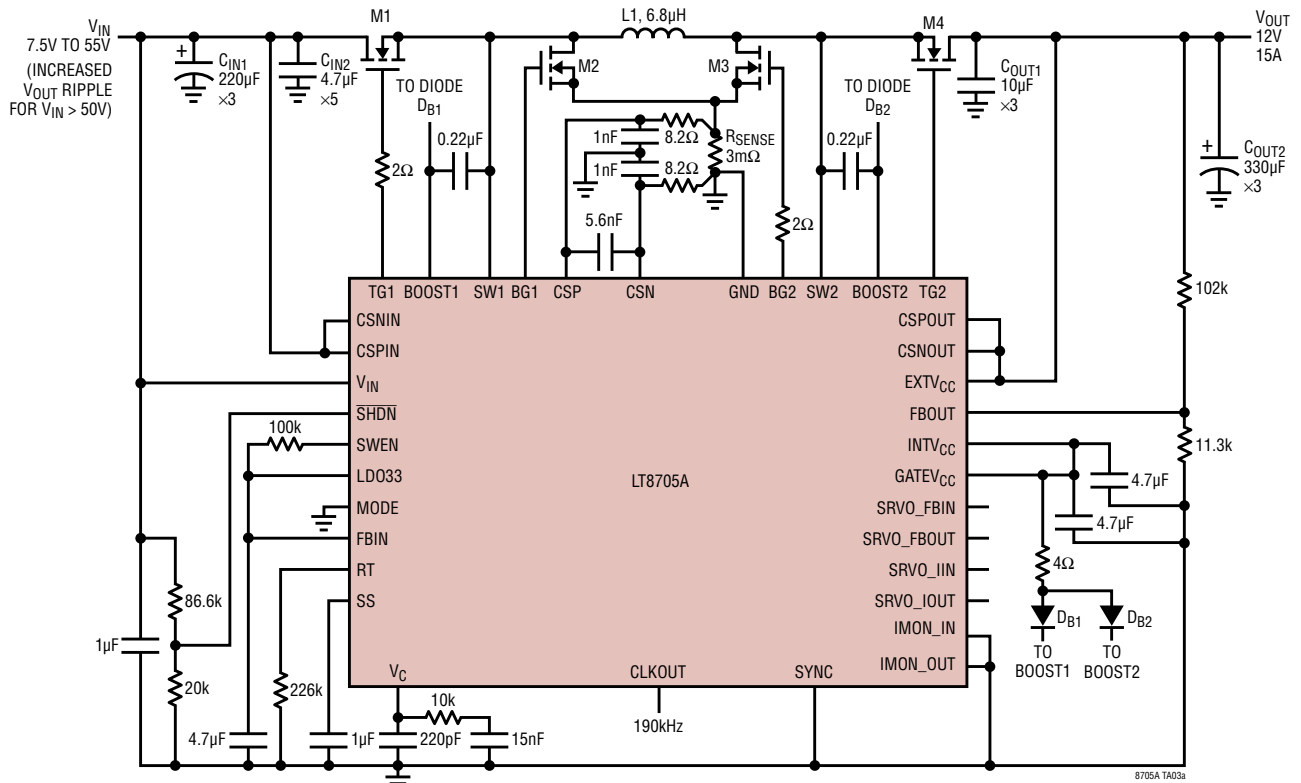 VIN
7.5V TO 55V
(INCREASED
VOUT RIPPLE
FOR VIN > 50V)
+
CIN1
220µF
×3
CIN2
4.7µF
×5
M1
L1, 6.8µH
M4
VOUT
12V
15A
M2
M3
TO DIODE
DB1
TO DIODE
DB2
COUT1
10µF
×3
+
COUT2
330µF
×3
2Ω
0.22µF
1nF
8.2Ω
1nF
8.2Ω
RSENSE
3mΩ
0.22µF
5.6nF
2Ω
TG1
BOOST1
SW1
BG1
CSP
CSN
GND
BG2
SW2
BOOST2
TG2
102k
CSNIN
CSPIN
VIN
SHDN
SWEN
LDO33
MODE
FBIN
RT
SS
100k
LT8705A
CSPOUT
CSNOUT
EXTVCC
FBOUT
INTVCC
GATEVCC
SRVO_FBIN
SRVO_FBOUT
SRVO_IIN
SRVO_IOUT
IMON_IN
IMON_OUT
11.3k
4.7µF
4.7µF
4Ω
DB1
DB2
TO
BOOST1
TO
BOOST2
86.6k
1µF
20k
226k
VC
CLKOUT
SYNC
10k
190kHz
4.7µF
1µF
220pF
15nF
8705A TA03a